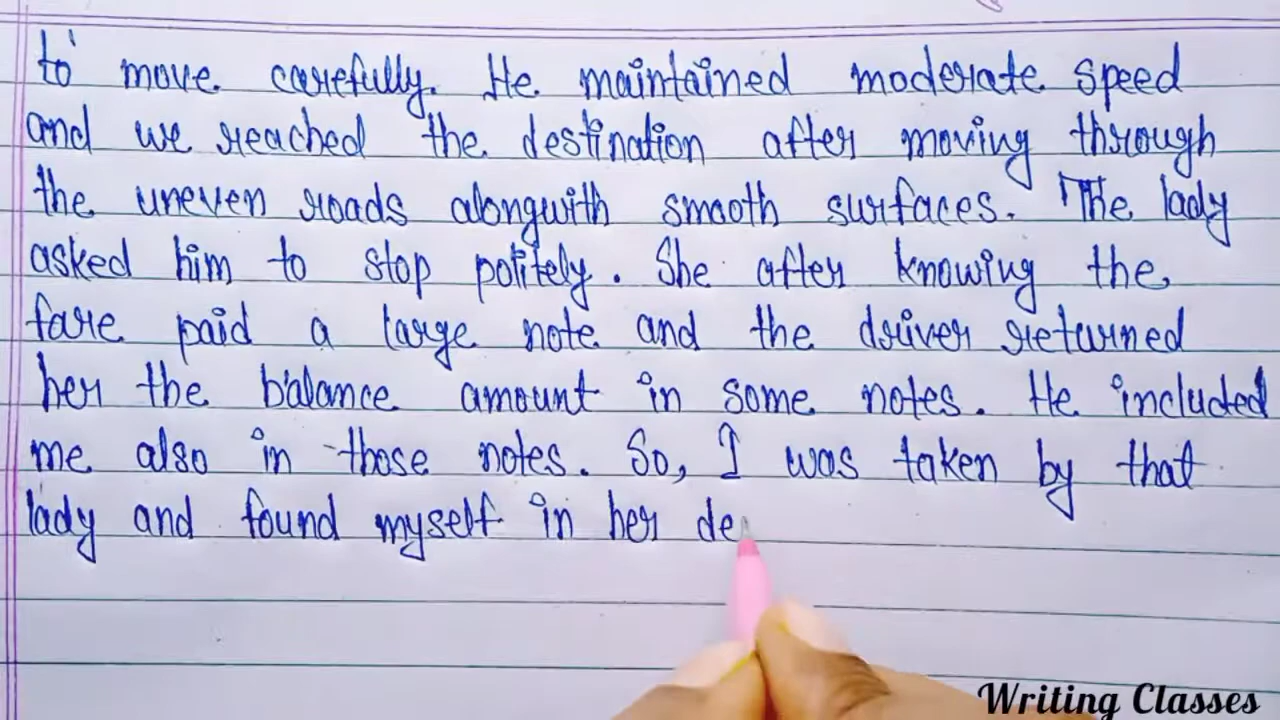 to move carefully. He maintained moderate speed
and we reached the destination after moving through
the uneven roads alongwith smooth surfaces. The lady
asked him to stop politely. She after knowing the
fare paid a large note and the driver returned
her the balance amount in some notes. He included
me also in those notes. So, I was taken by that
lady and found myself in her de
Writing Classes